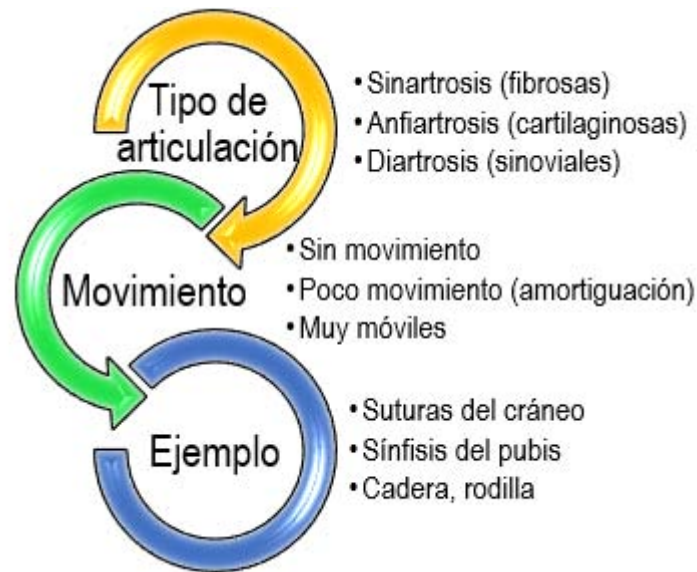 Tipo de
articulación
• Sinartrosis (fibrosas)
• Anfiartrosis (cartilaginosas)
• Diartrosis (sinoviales)
Movimiento
• Sin movimiento
• Poco movimiento (amortiguación)
• Muy móviles
Ejemplo
• Suturas del cráneo
• Sínfisis del pubis
• Cadera, rodilla